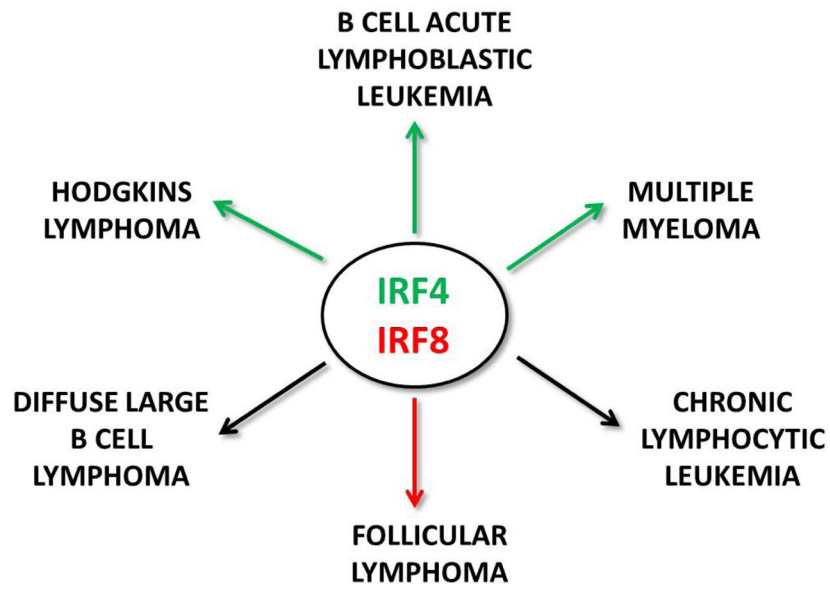 B CELL ACUTE
LYMPHOBLASTIC
LEUKEMIA
HODGKINS
LYMPHOMA
MULTIPLE
MYELOMA
IRF4
IRF8
DIFFUSE LARGE
B CELL
LYMPHOMA
CHRONIC
LYMPHOCYTIC
LEUKEMIA
FOLLICULAR
LYMPHOMA